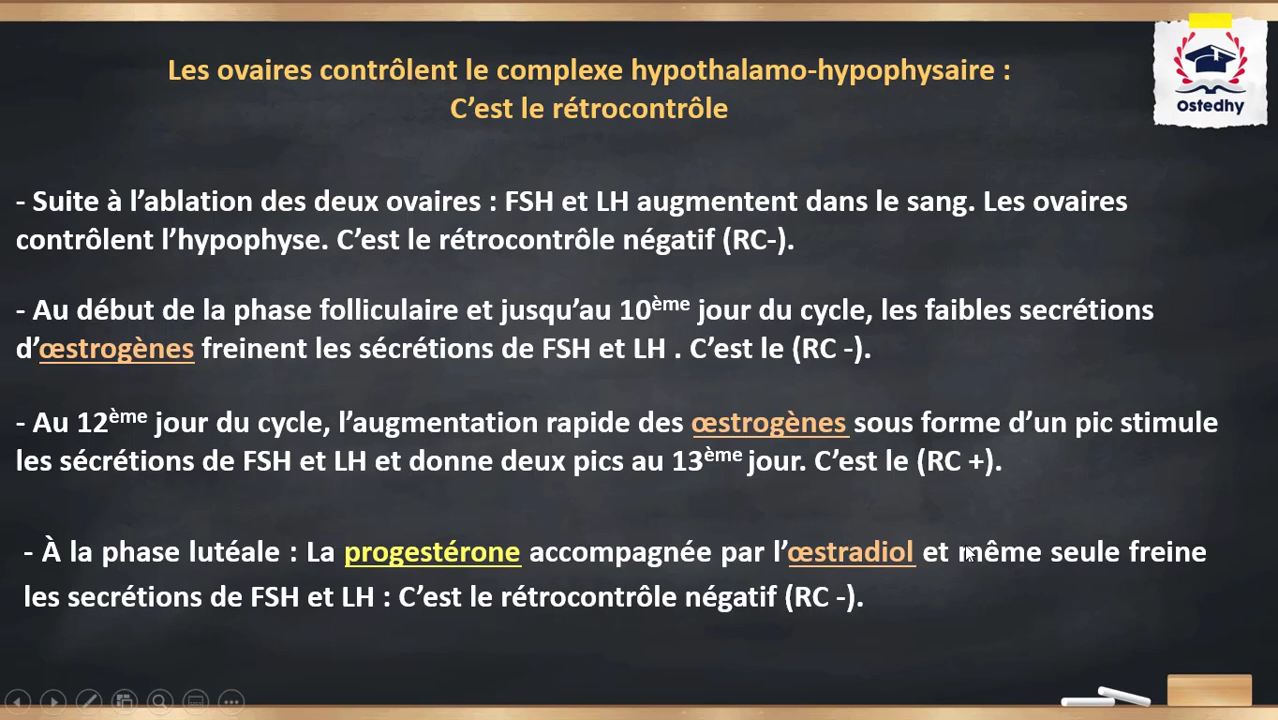 Les ovaires contrôlent le complexe hypothalamo-hypophysaire :
C’est le rétrocontrôle
Ostedhy
- Suite à l’ablation des deux ovaires : FSH et LH augmentent dans le sang. Les ovaires
contrôlent l’hypophyse. C’est le rétrocontrôle négatif (RC-).
- Au début de la phase folliculaire et jusqu’au 10ème jour du cycle, les faibles secrétions
d’œstrogènes freinent les sécrétions de FSH et LH . C’est le (RC -).
- Au 12ème jour du cycle, l’augmentation rapide des œstrogènes sous forme d’un pic stimule
les sécrétions de FSH et LH et donne deux pics au 13ème jour. C’est le (RC +).
- À la phase lutéale : La progestérone accompagnée par l’œstradiol et même seule freine
les secrétions de FSH et LH : C’est le rétrocontrôle négatif (RC -).